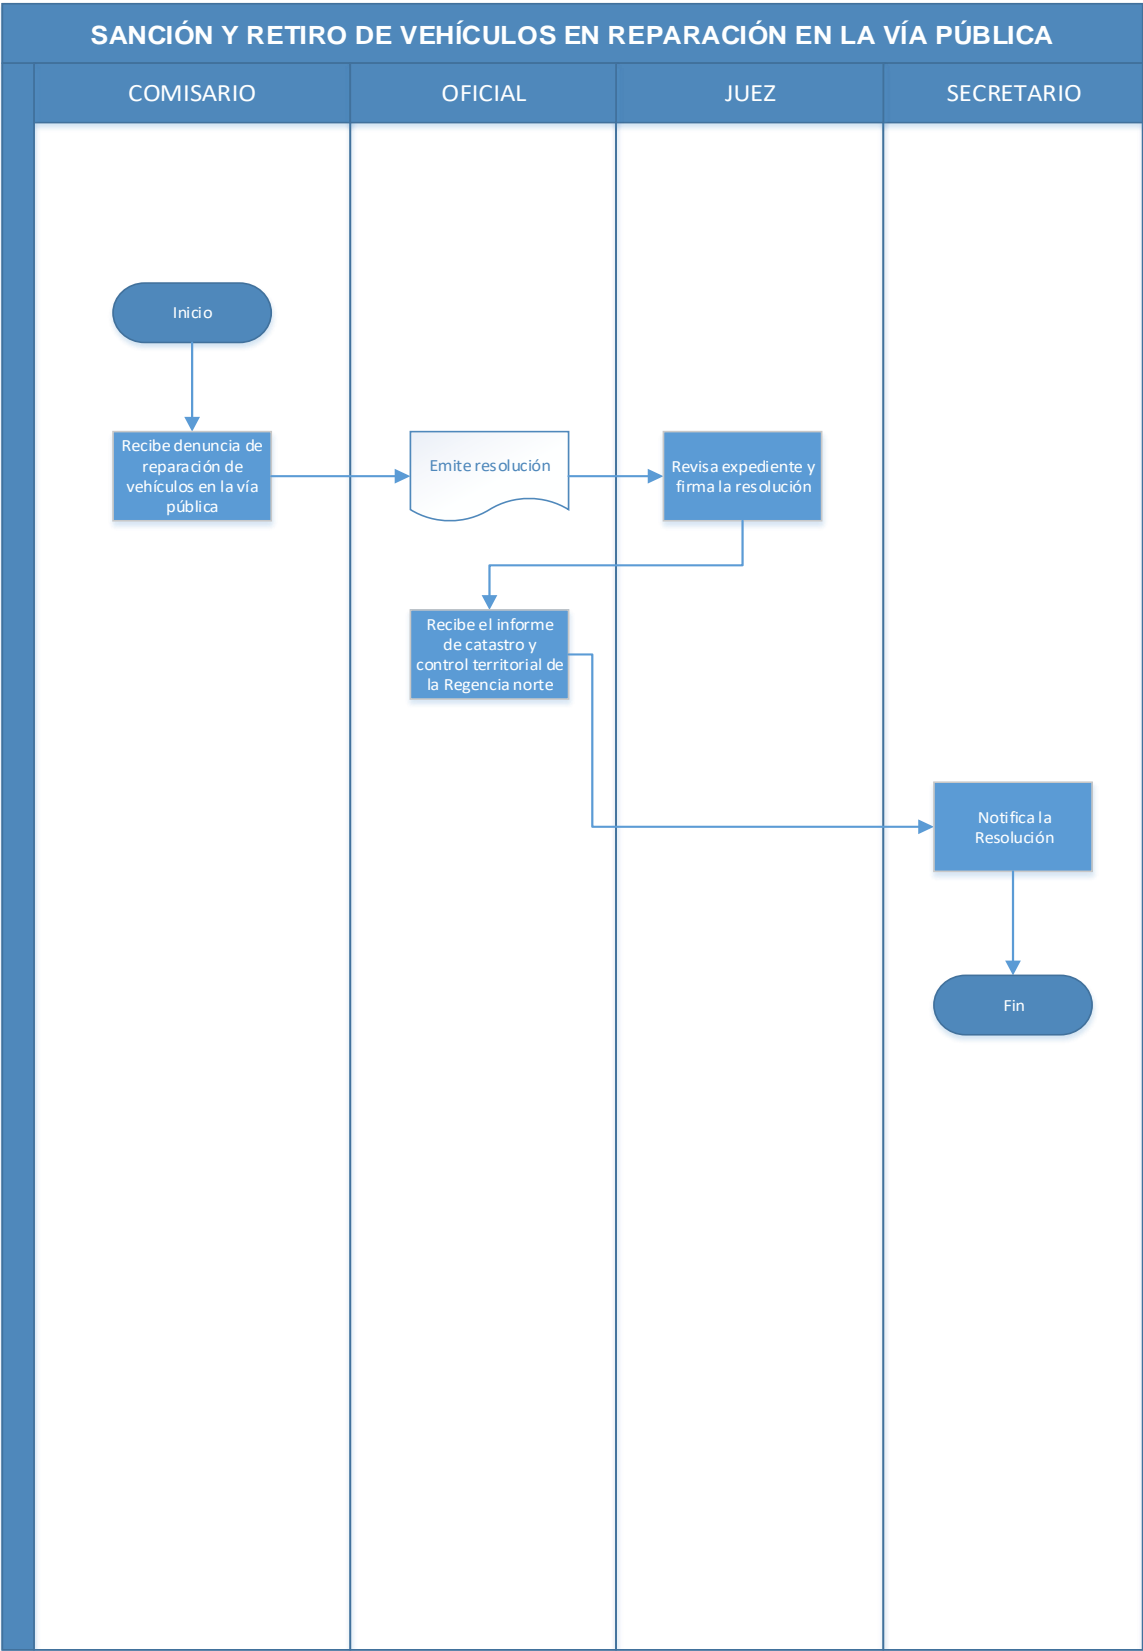 SANCIÓN Y RETIRO DE VEHÍCULOS EN REPARACIÓN EN LA VÍA PÚBLICA
COMISARIO
OFICIAL
JUEZ
SECRETARIO
Inicio
Recibe denuncia de
reparación de
vehículos en la vía
pública
Emite resolución
Revisa expediente y
firma la resolución
Recibe el informe
de catastro y
control territorial de
la Regencia norte
Notifica la
Resolución
Fin